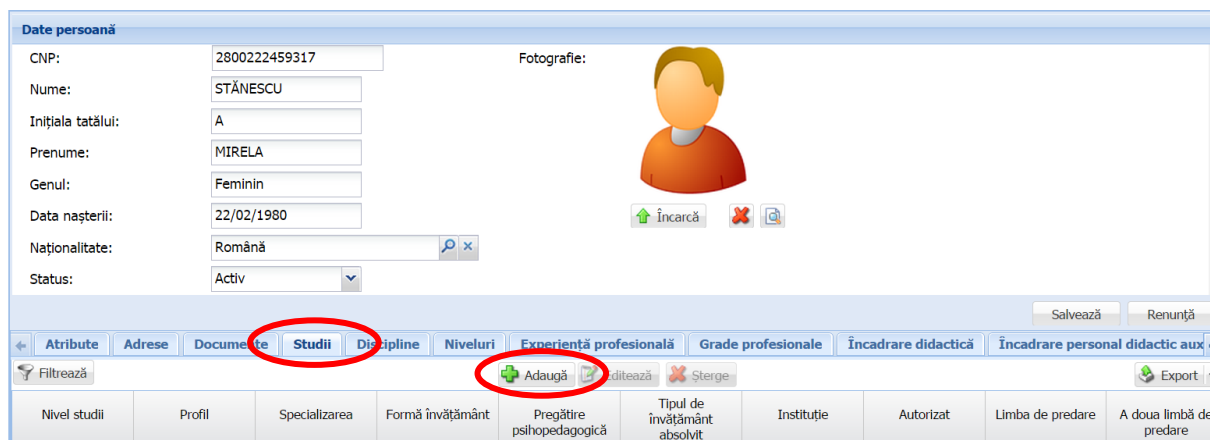 Date persoană
CNP: 2800222459317 Fotografie:
Nume: STĂNESCU
Inițiala tatălui: A
Prenume: MIRELA
Genul: Feminin
Data nașterii: 22/02/1980 Încarcă
Naționalitate: Română
Status: Activ
Salvează Renunță
Atribute Adrese Documente Studii Discipline Niveluri Experiență profesională Grade profesionale Încadrare didactică Încadrare personal didactic aux
Filtrează Adaugă Editează Șterge Export
Nivel studii Profil Specializarea Formă învățământ Pregătire psihopedagogică Tipul de învățământ absolvit Instituție Autorizat Limba de predare A doua limbă de predare